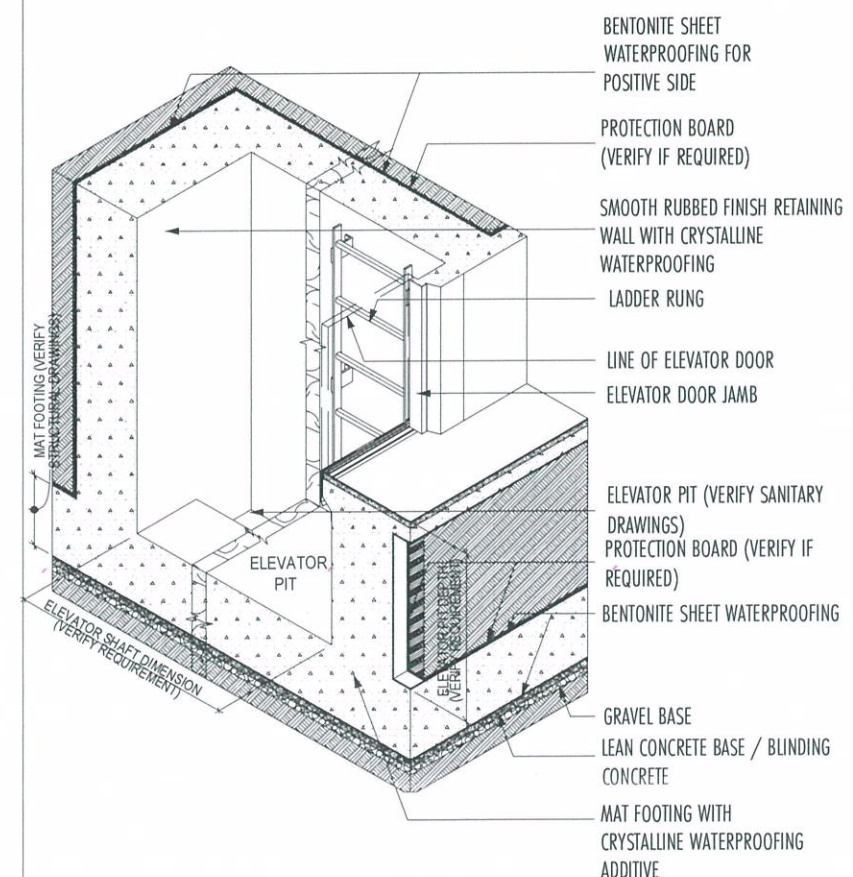 BENTONITE SHEET
WATERPROOFING FOR
POSITIVE SIDE
PROTECTION BOARD
(VERIFY IF REQUIRED)
SMOOTH RUBBED FINISH RETAINING
WALL WITH CRYSTALLINE
WATERPROOFING
LADDER RUNG
LINE OF ELEVATOR DOOR
ELEVATOR DOOR JAMB
ELEVATOR PIT (VERIFY SANITARY
DRAWINGS)
PROTECTION BOARD (VERIFY IF
REQUIRED)
BENTONITE SHEET WATERPROOFING
GRAVEL BASE
LEAN CONCRETE BASE / BLINDING
CONCRETE
MAT FOOTING WITH
CRYSTALLINE WATERPROOFING
ADDITIVE
MAT FOOTING (VERIFY
STRUCTURAL DRAWINGS)
ELEVATOR
PIT
ELEVATOR SHAFT DIMENSION
(VERIFY REQUIREMENT)
ELEVATOR PIT DEPTH
(VERIFY REQUIREMENT)